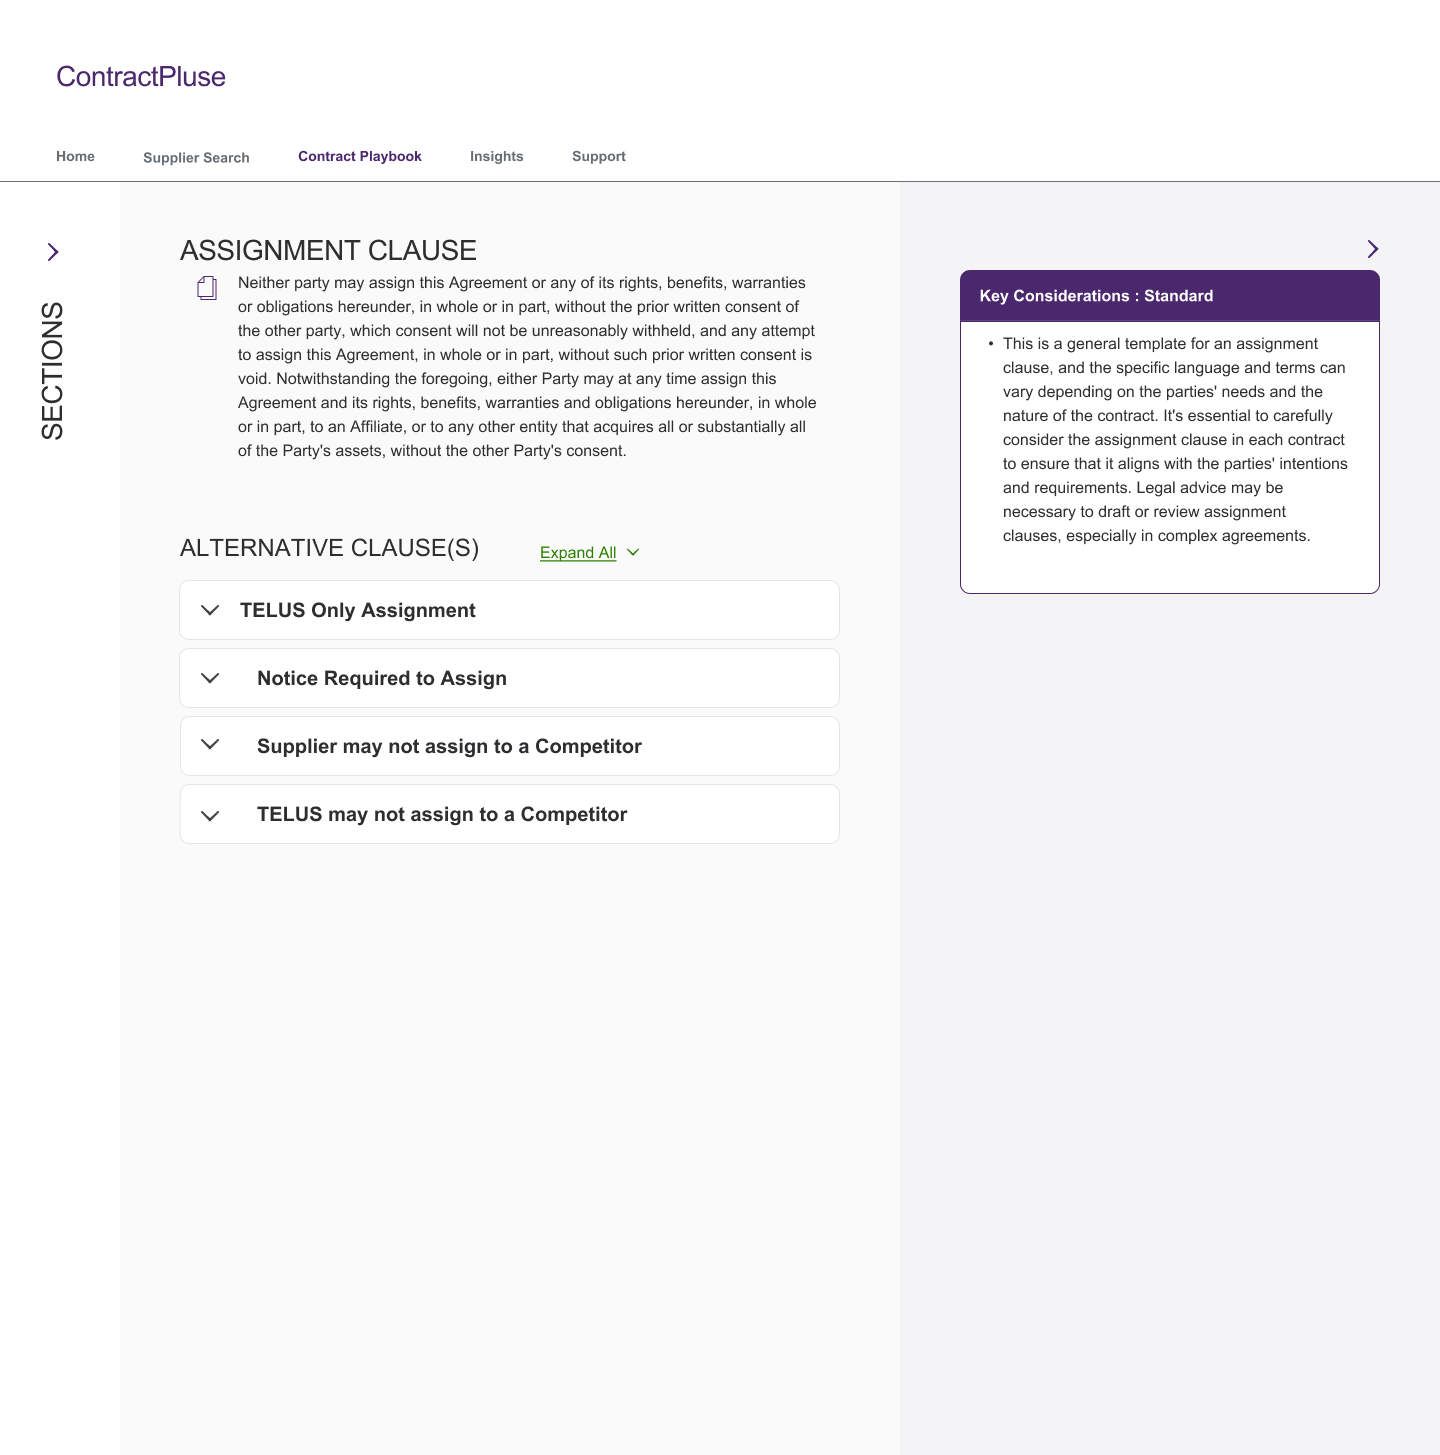 ContractPluse
Home
Supplier Search
Contract Playbook
Insights
Support
SECTIONS
ASSIGNMENT CLAUSE
Neither party may assign this Agreement or any of its rights, benefits, warranties
or obligations hereunder, in whole or in part, without the prior written consent of
the other party, which consent will not be unreasonably withheld, and any attempt
to assign this Agreement, in whole or in part, without such prior written consent is
void. Notwithstanding the foregoing, either Party may at any time assign this
Agreement and its rights, benefits, warranties and obligations hereunder, in whole
or in part, to an Affiliate, or to any other entity that acquires all or substantially all
of the Party's assets, without the other Party's consent.
ALTERNATIVE CLAUSE(S)
Expand All
TELUS Only Assignment
Notice Required to Assign
Supplier may not assign to a Competitor
TELUS may not assign to a Competitor
Key Considerations : Standard
• This is a general template for an assignment
clause, and the specific language and terms can
vary depending on the parties' needs and the
nature of the contract. It's essential to carefully
consider the assignment clause in each contract
to ensure that it aligns with the parties' intentions
and requirements. Legal advice may be
necessary to draft or review assignment
clauses, especially in complex agreements.